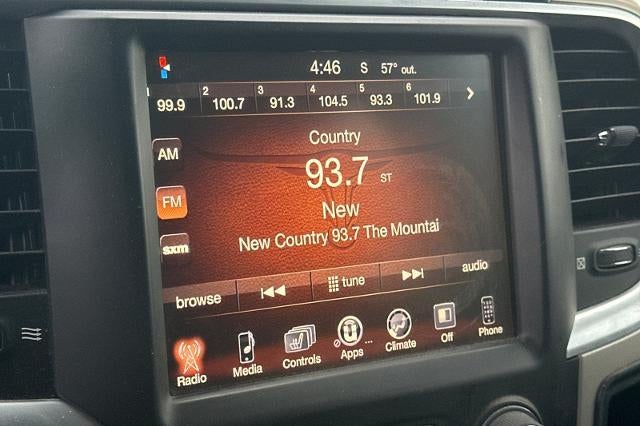 4:46 S 57° out.
1 2 3 4 5 6
99.9 100.7 91.3 104.5 93.3 101.9
Country
AM
93.7 ST
FM
New
New Country 93.7 The Mountai
sxm
browse tune audio
Radio Media Controls Apps... Climate Off Phone